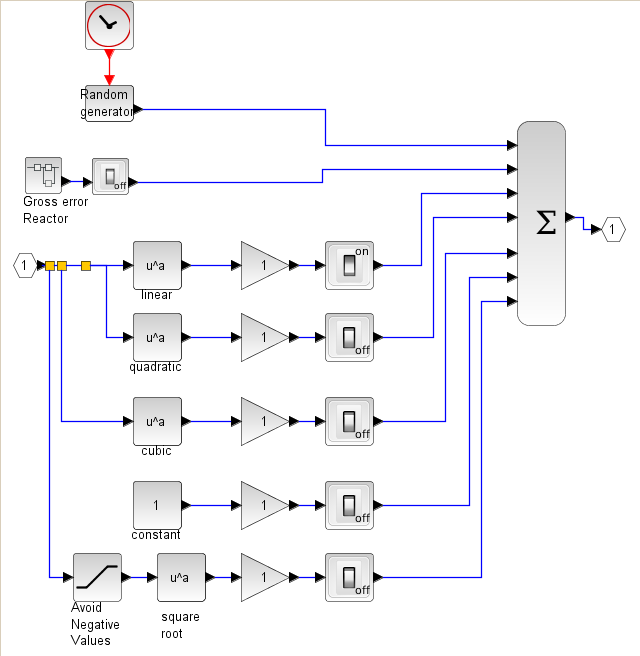 Random
generator
off
Gross error
Reactor
Σ
1
1
u^a
linear
1
on
u^a
quadratic
1
off
u^a
cubic
1
off
1
constant
1
off
Avoid
Negative
Values
u^a
square
root
1
off